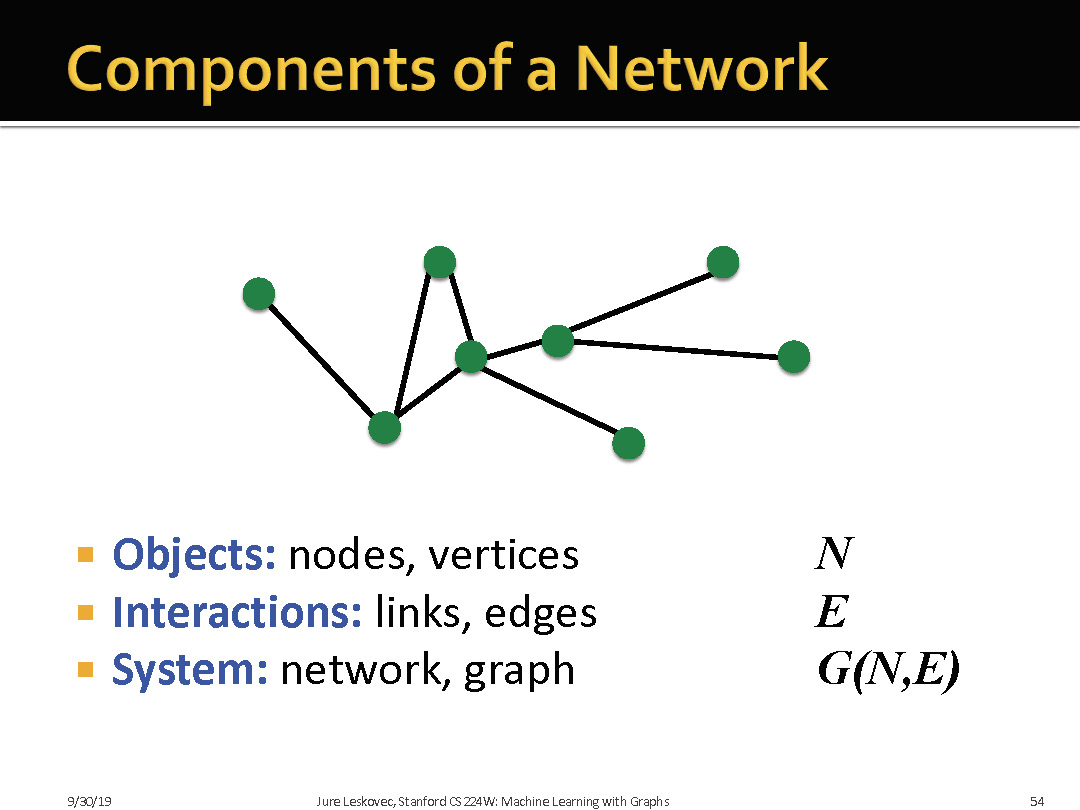 Components of a Network
Objects: nodes, vertices N
Interactions: links, edges E
System: network, graph G(N,E)
9/30/19 Jure Leskovec, Stanford CS224W: Machine Learning with Graphs 54